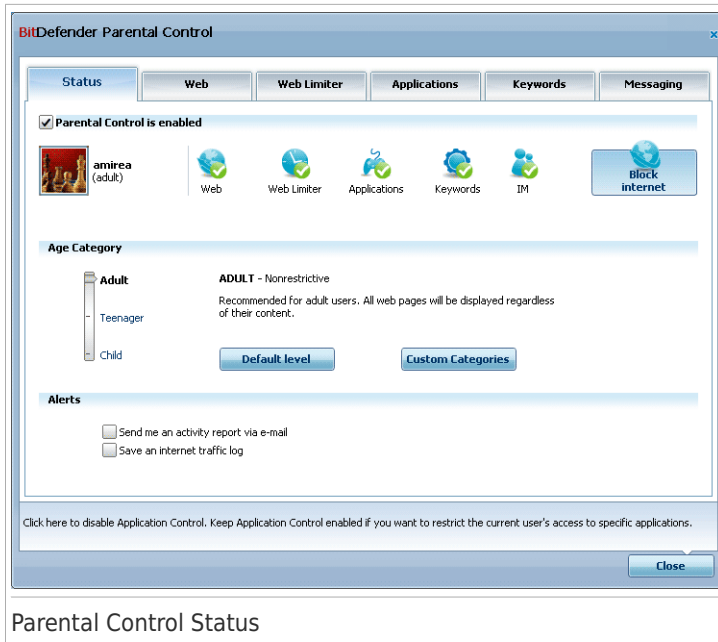 BitDefender Parental Control
x
Status Web Web Limiter Applications Keywords Messaging
Parental Control is enabled
amirea
(adult)
Web Web Limiter Applications Keywords IM
Block
internet
Age Category
Adult
Teenager
Child
ADULT - Nonrestrictive
Recommended for adult users. All web pages will be displayed regardless
of their content.
Default level Custom Categories
Alerts
Send me an activity report via e-mail
Save an internet traffic log
Click here to disable Application Control. Keep Application Control enabled if you want to restrict the current user's access to specific applications.
Close
Parental Control Status